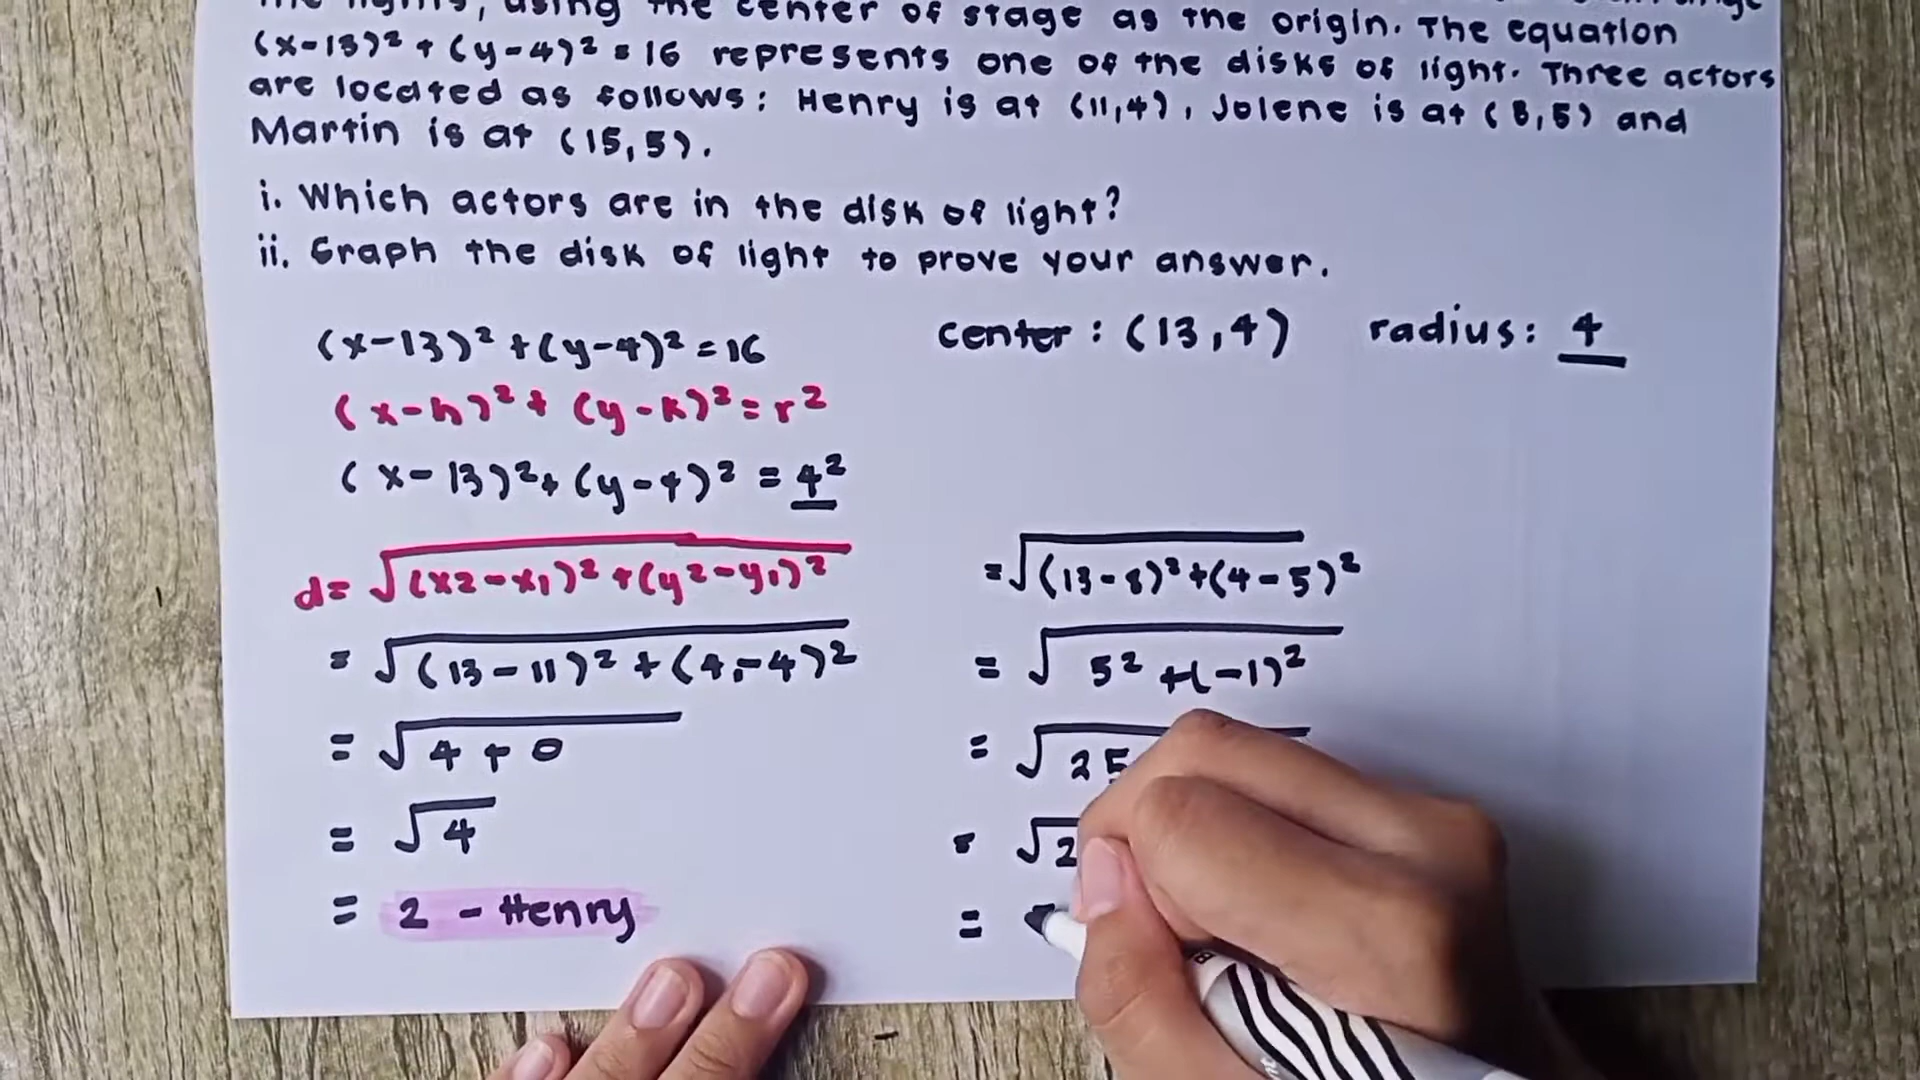 the lights, using the center of stage as the origin. The equation
(x-13)² + (y-4)² = 16 represents one of the disks of light. Three actors
are located as follows: Henry is at (11,4), Jolene is at (8,5) and
Martin is at (15,5).
i. Which actors are in the disk of light?
ii. Graph the disk of light to prove your answer.
(x-13)² + (y-4)² = 16
center: (13,4) radius: 4
(x-h)² + (y-k)² = r²
(x-13)² + (y-4)² = 4²
d= √(x2-x1)² + (y2-y1)²
= √(13-11)² + (4-4)²
= √4+0
= √4
= 2 - Henry
= √(13-8)² + (4-5)²
= √5² + (-1)²
= √25
= √2
=